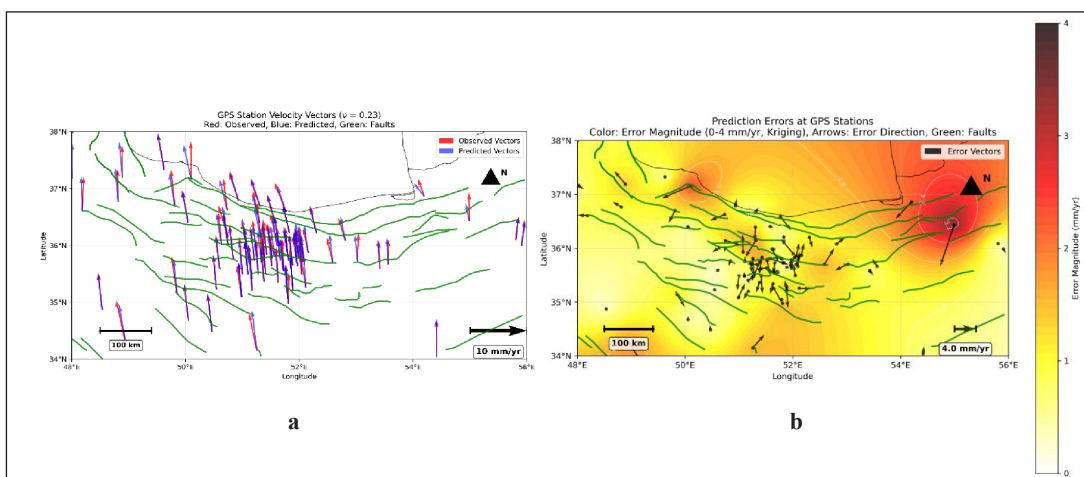 GPS Station Velocity Vectors (ν = 0.23)
Red: Observed, Blue: Predicted, Green: Faults
Observed Vectors
Predicted Vectors
N
38°N
37°N
36°N
35°N
34°N
Latitude
100 km
10 mm/yr
48°E
50°E
52°E
54°E
56°E
Longitude
a
Prediction Errors at GPS Stations
Color: Error Magnitude (0-4 mm/yr, Kriging), Arrows: Error Direction, Green: Faults
Error Vectors
N
38°N
37°N
36°N
35°N
34°N
Latitude
100 km
4.0 mm/yr
48°E
50°E
52°E
54°E
56°E
Longitude
b
4
3
2
1
0
Error Magnitude (mm/yr)